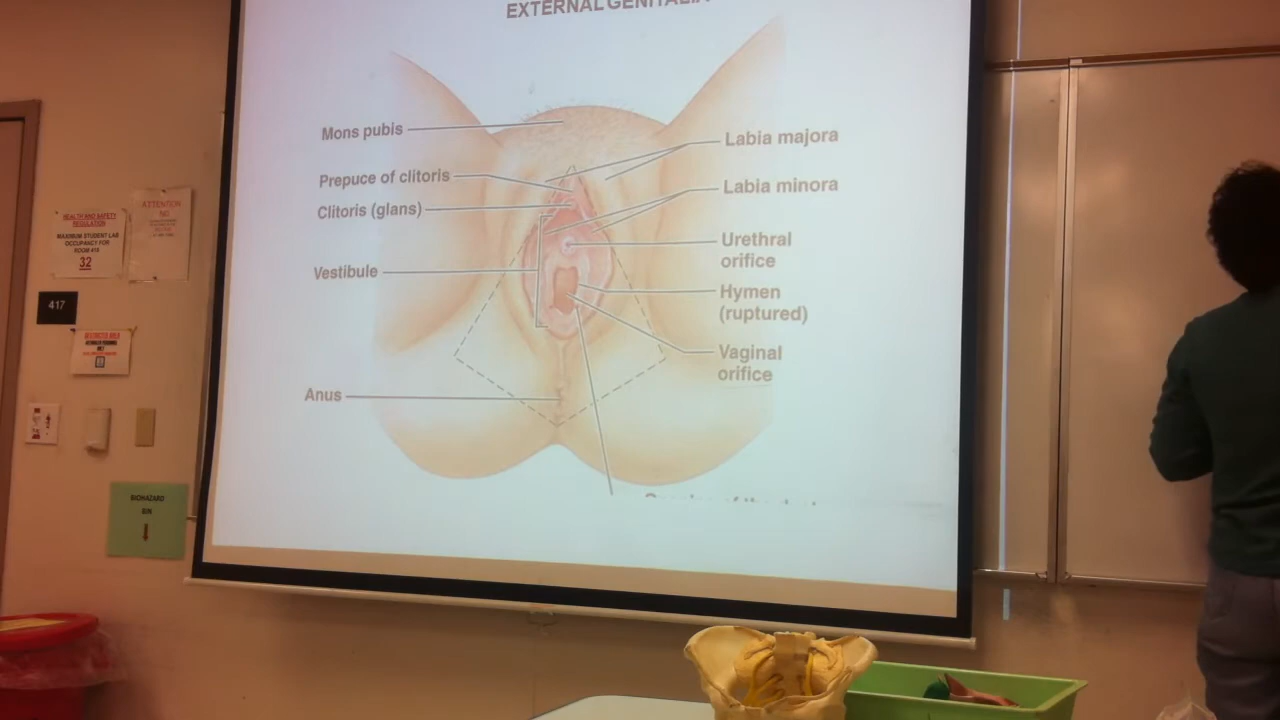 EXTERNAL GENITALIA
Mons pubis
Prepuce of clitoris
Clitoris (glans)
Vestibule
Anus
Labia majora
Labia minora
Urethral
orifice
Hymen
(ruptured)
Vaginal
orifice
HEALTH AND SAFETY
REGULATION
MAXIMUM STUDENT LAB
OCCUPANCY FOR
ROOM 416
32
ATTENTION
NO
417
BIOHAZARD
BIN